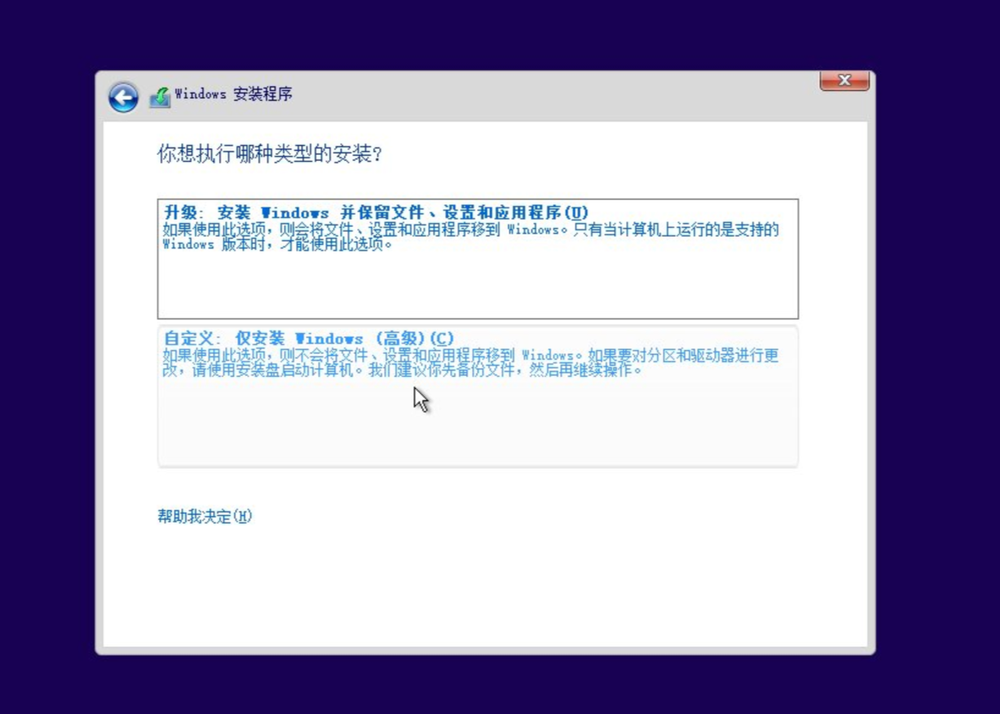 Windows 安装程序
你想执行哪种类型的安装?
升级: 安装 Windows 并保留文件、设置和应用程序(U)
如果使用此选项，则会将文件、设置和应用程序移到 Windows。只有当计算机上运行的是支持的
Windows 版本时，才能使用此选项。
自定义: 仅安装 Windows (高级)(C)
如果使用此选项，则不会将文件、设置和应用程序移到 Windows。如果要对分区和驱动器进行更
改，请使用安装盘启动计算机。我们建议你先备份文件，然后再继续操作。
帮助我决定(H)